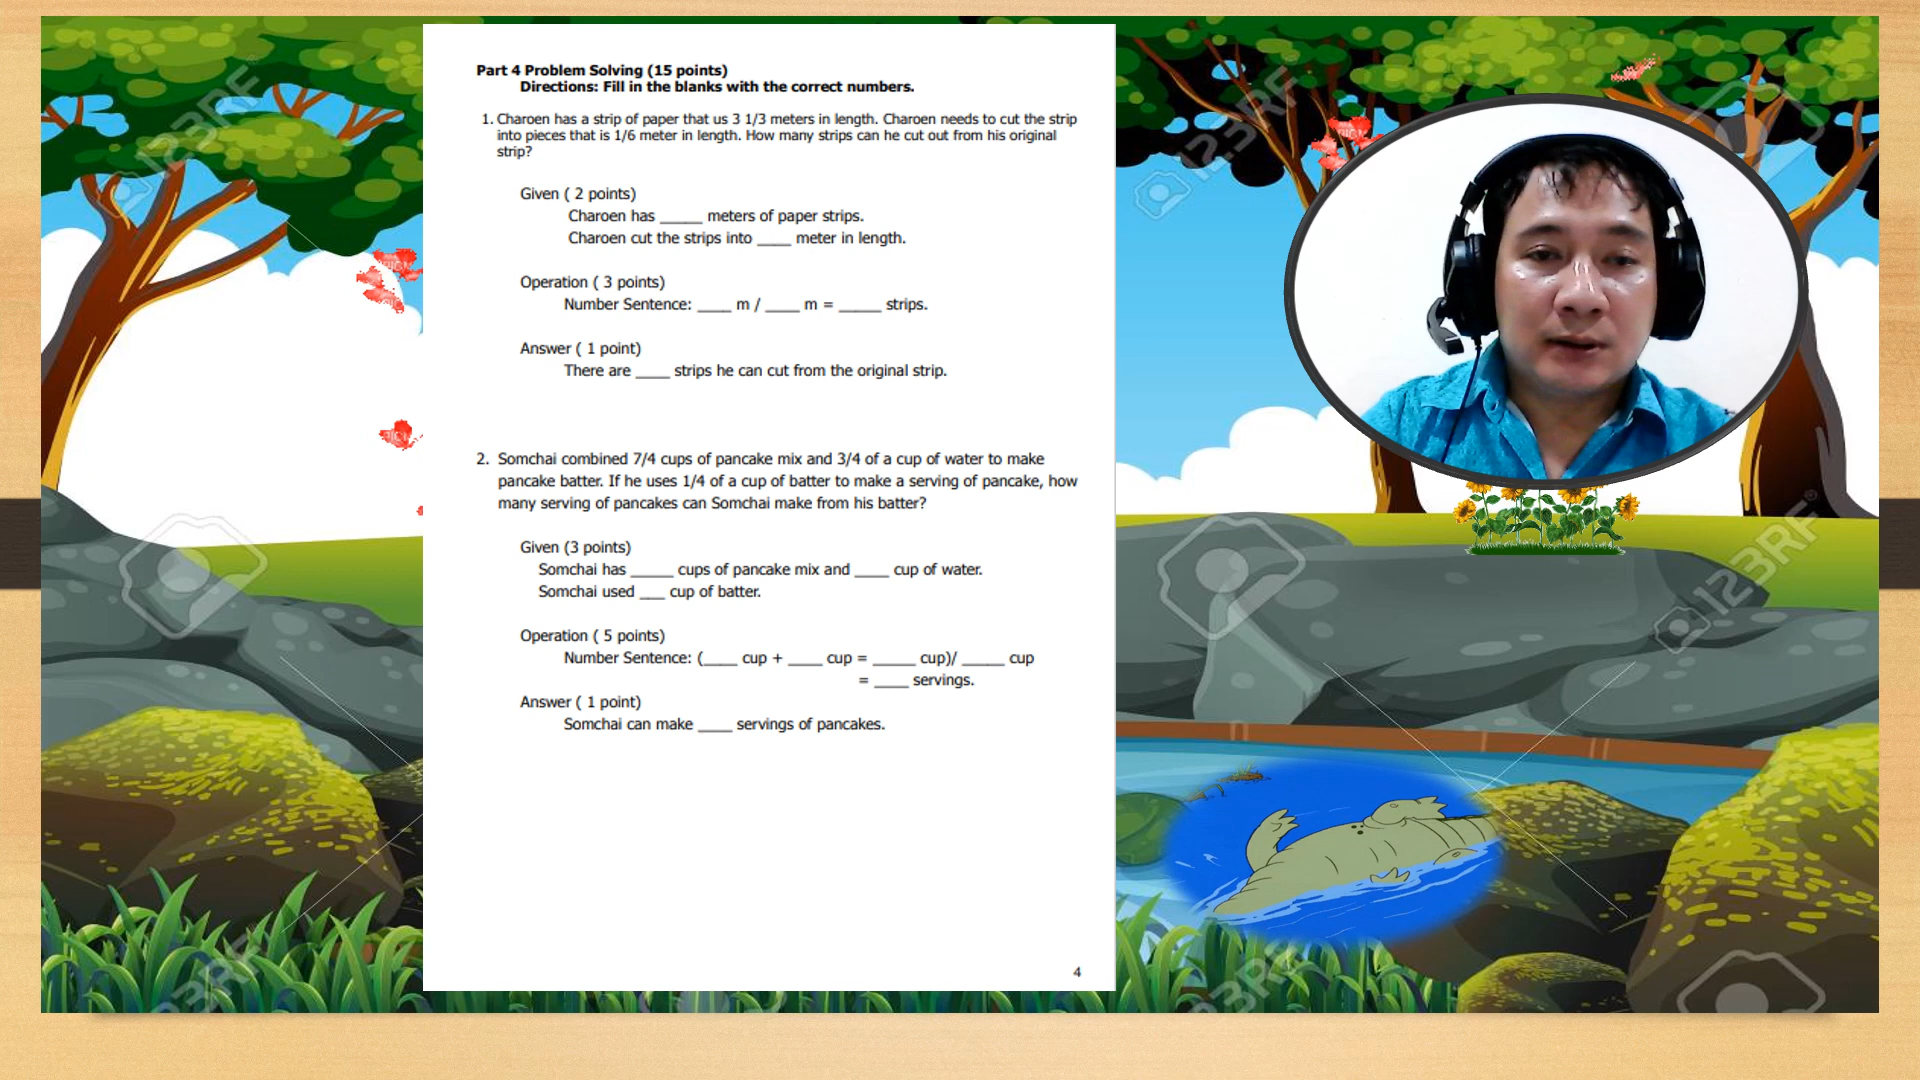 Part 4 Problem Solving (15 points)
Directions: Fill in the blanks with the correct numbers.
1. Charoen has a strip of paper that us 3 1/3 meters in length. Charoen needs to cut the strip
into pieces that is 1/6 meter in length. How many strips can he cut out from his original
strip?
Given ( 2 points)
Charoen has _____ meters of paper strips.
Charoen cut the strips into ____ meter in length.
Operation ( 3 points)
Number Sentence: ____ m / ____ m = _____ strips.
Answer ( 1 point)
There are ____ strips he can cut from the original strip.
2. Somchai combined 7/4 cups of pancake mix and 3/4 of a cup of water to make
pancake batter. If he uses 1/4 of a cup of batter to make a serving of pancake, how
many serving of pancakes can Somchai make from his batter?
Given (3 points)
Somchai has _____ cups of pancake mix and ____ cup of water.
Somchai used ___ cup of batter.
Operation ( 5 points)
Number Sentence: (____ cup + ____ cup = _____ cup)/ _____ cup
= ____ servings.
Answer ( 1 point)
Somchai can make ____ servings of pancakes.
4
123RF
123RF
123RF
123RF
123RF